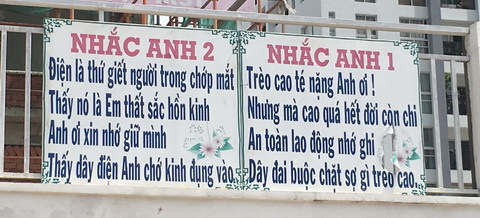 NHẮC ANH 2
Điện là thứ giết người trong chớp mắt
Thấy nó là Em thất sắc hồn kinh
Anh ơi xin nhớ giữ mình
Thấy dây điện Anh chớ kinh đụng vào.
NHẮC ANH 1
Trèo cao té nặng Anh ơi !
Nhưng mà cao quá hết đời còn chi
An toàn lao động nhớ ghi
Dây đai buộc chặt sợ gì trèo cao.